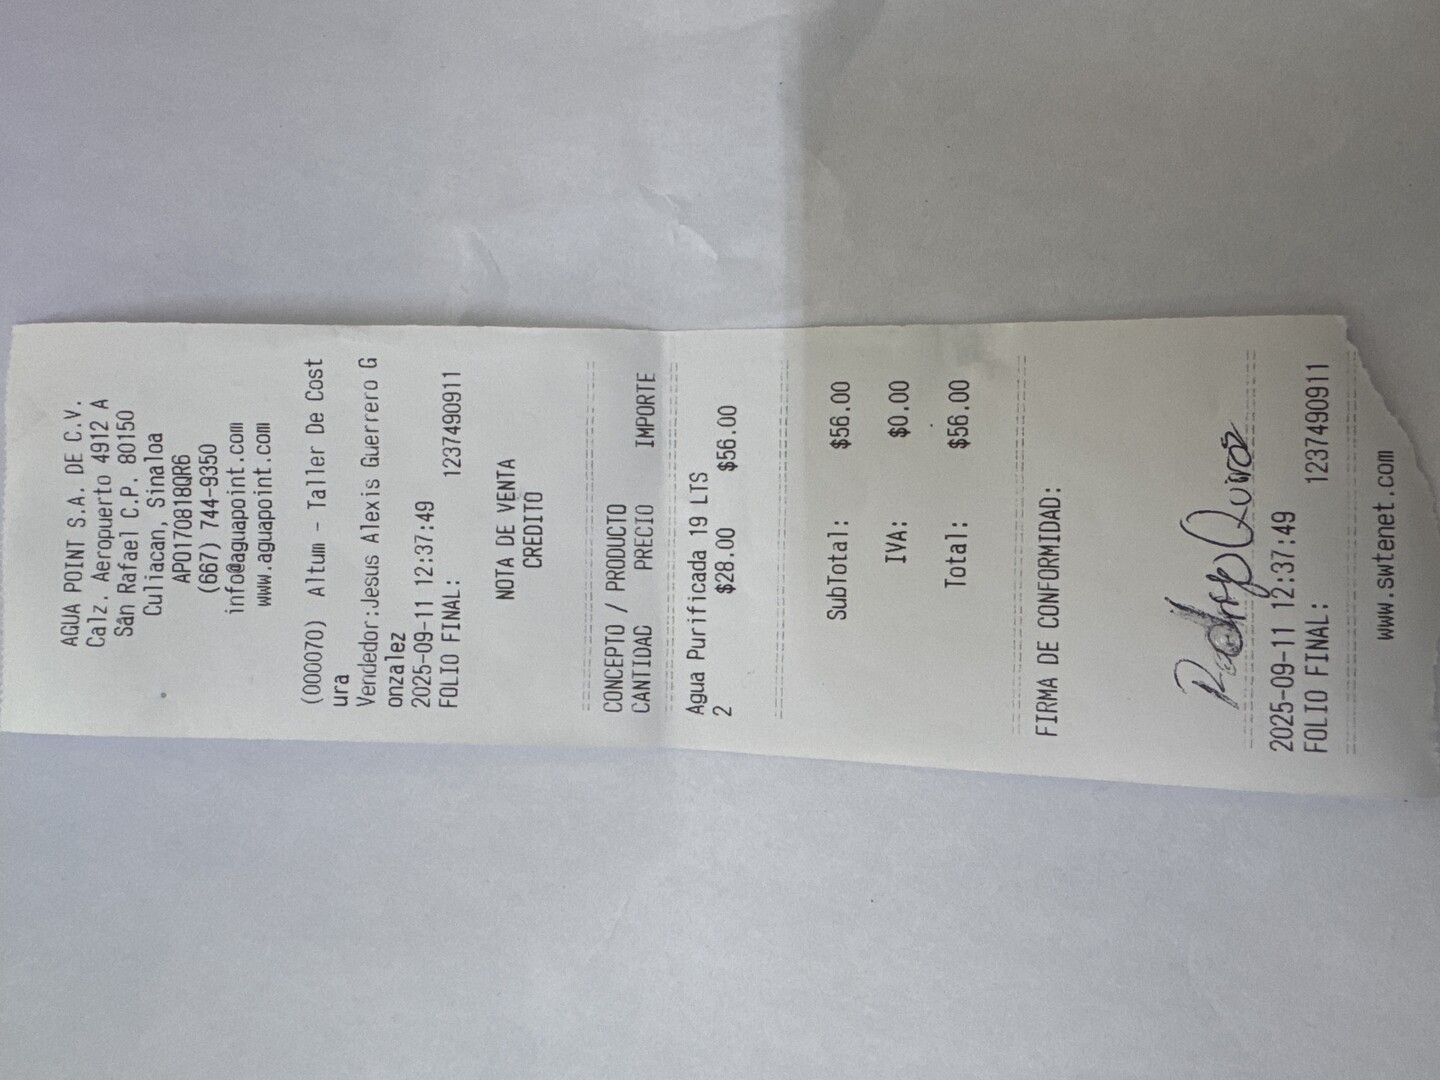 AGUA POINT S.A. DE C.V.
Calz. Aeropuerto 4912 A
San Rafael C.P. 80150
Culiacan, Sinaloa
APO170818QR6
(667) 744-9350
info@aguapoint.com
www.aguapoint.com
(000070) Altum - Taller De Cost
ura
Vendedor:Jesus Alexis Guerrero G
onzalez
2025-09-11 12:37:49
FOLIO FINAL: 1237490911
NOTA DE VENTA
CREDITO
CONCEPTO / PRODUCTO
CANTIDAD PRECIO IMPORTE
Agua Purificada 19 LTS
2 $28.00 $56.00
SubTotal: $56.00
IVA: $0.00
Total: $56.00
FIRMA DE CONFORMIDAD:
2025-09-11 12:37:49
FOLIO FINAL: 1237490911
www.swtenet.com